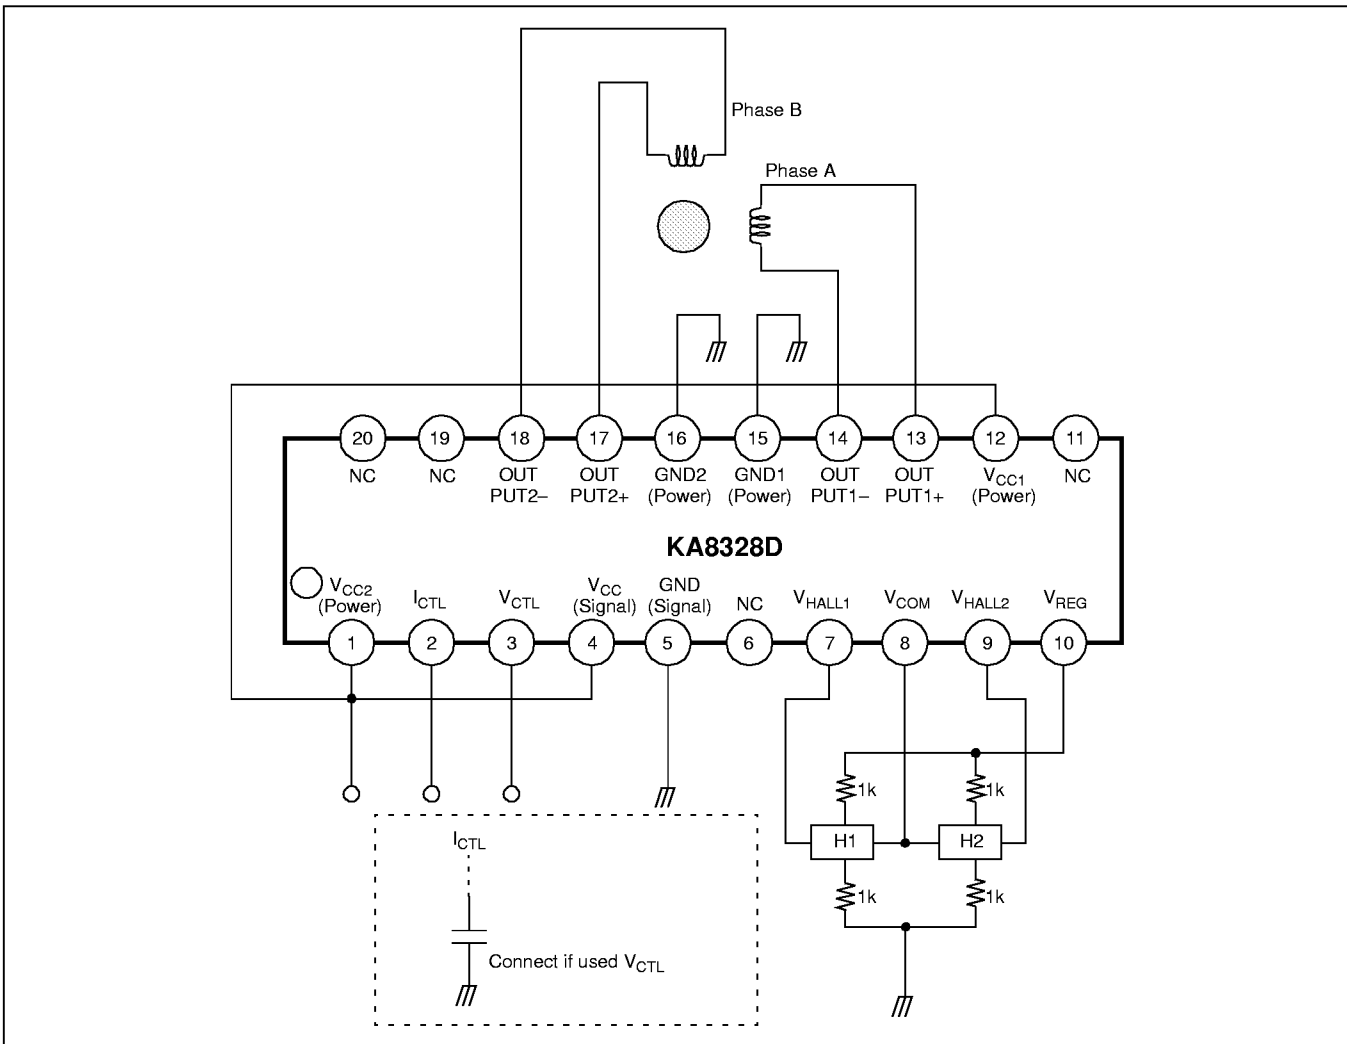 Phase B
Phase A
20 19 18 17 16 15 14 13 12 11
NC NC OUT OUT GND2 GND1 OUT OUT VCC1 NC
PUT2– PUT2+ (Power) (Power) PUT1– PUT1+ (Power)
KA8328D
VCC2 ICTL VCTL VCC GND NC VHALL1 VCOM VHALL2 VREG
(Power) (Signal) (Signal)
1 2 3 4 5 6 7 8 9 10
1k 1k
H1 H2
1k 1k
ICTL
Connect if used VCTL